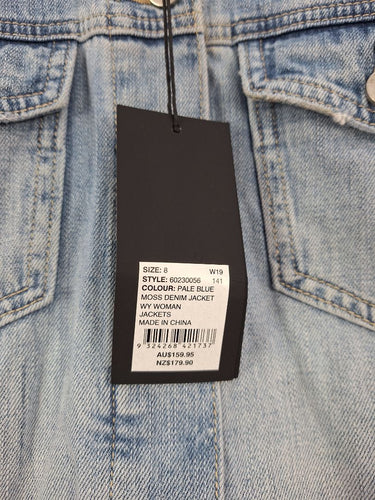 SIZE: 8 W19
STYLE: 60230056 141
COLOUR: PALE BLUE
MOSS DENIM JACKET
WY WOMAN
JACKETS
MADE IN CHINA
9 324268 421737
AU$159.95
NZ$179.90